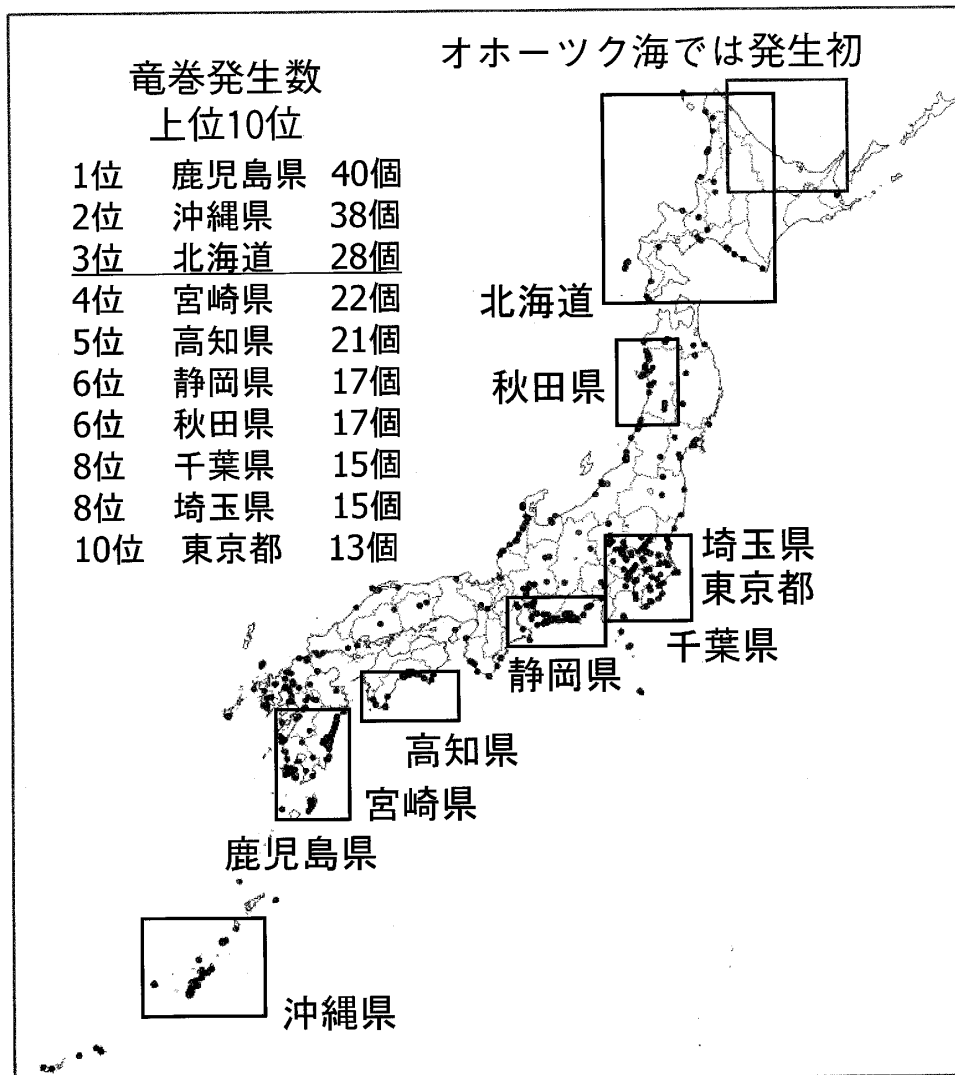 オホーツク海では発生初
竜巻発生数
上位10位
1位 鹿児島県 40個
2位 沖縄県 38個
3位 北海道 28個
4位 宮崎県 22個
5位 高知県 21個
6位 静岡県 17個
6位 秋田県 17個
8位 千葉県 15個
8位 埼玉県 15個
10位 東京都 13個
北海道
秋田県
埼玉県
東京都
千葉県
静岡県
高知県
宮崎県
鹿児島県
沖縄県